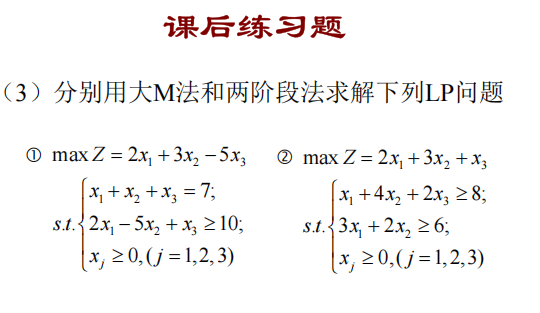 课后练习题
（3）分别用大M法和两阶段法求解下列LP问题
① max Z = 2x₁ + 3x₂ − 5x₃
s.t. { x₁ + x₂ + x₃ = 7;
2x₁ − 5x₂ + x₃ ≥ 10;
xⱼ ≥ 0, (j = 1,2,3)
② max Z = 2x₁ + 3x₂ + x₃
s.t. { x₁ + 4x₂ + 2x₃ ≥ 8;
3x₁ + 2x₂ ≥ 6;
xⱼ ≥ 0, (j = 1,2,3)